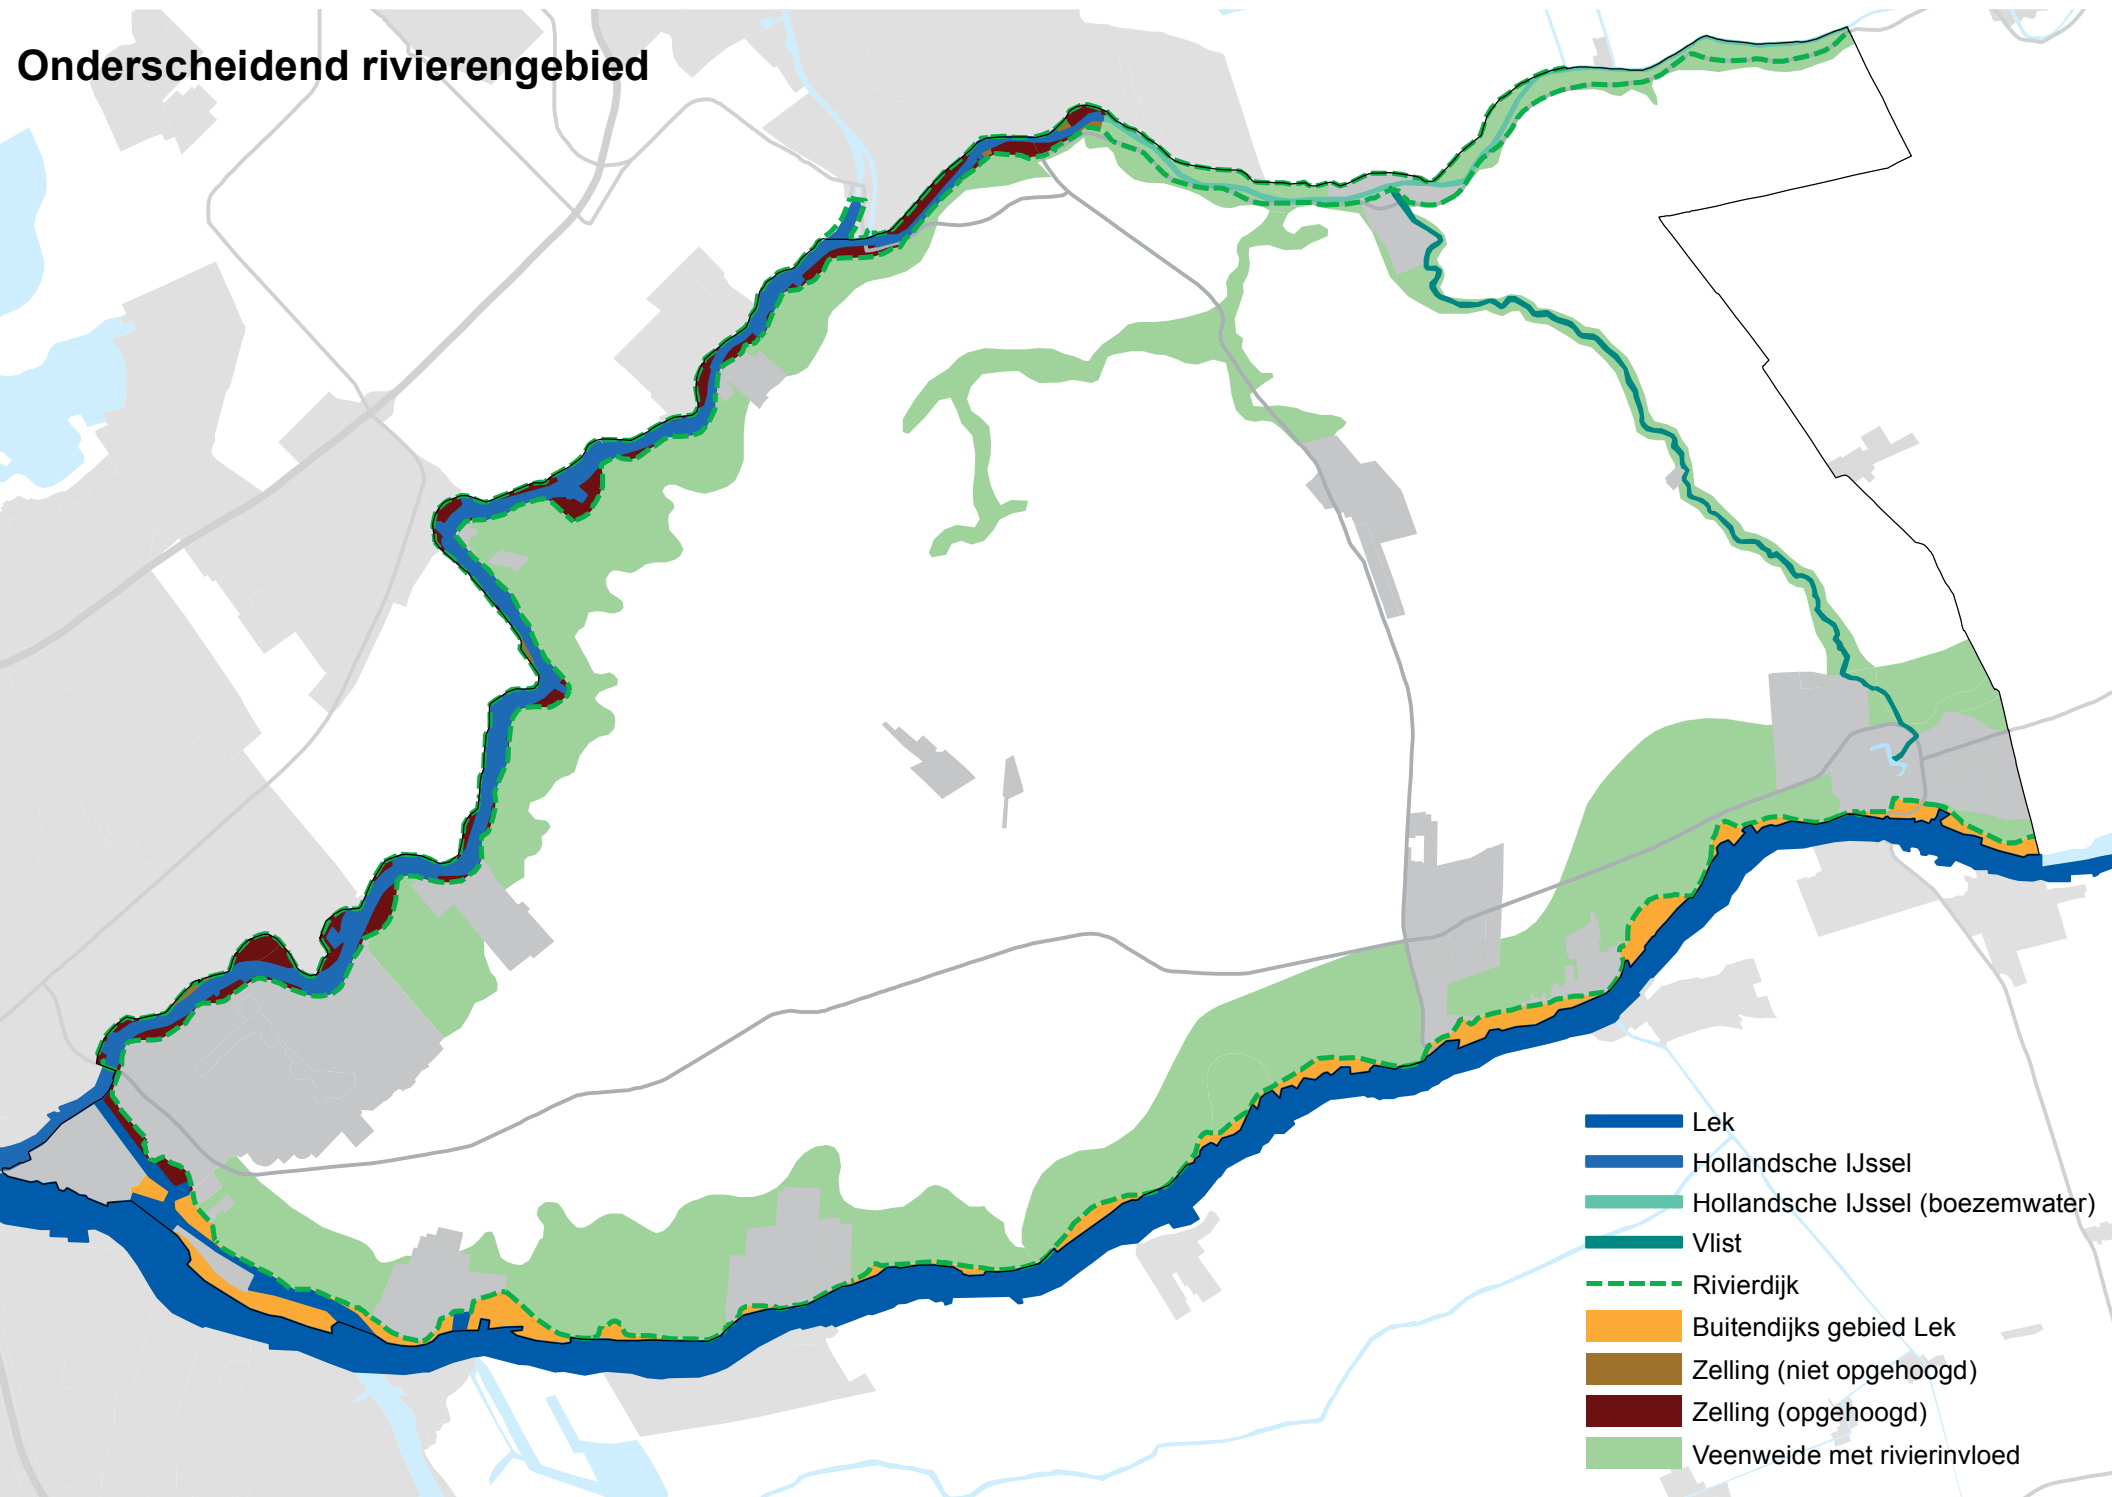 Onderscheidend rivierengebied
Lek
Hollandsche IJssel
Hollandsche IJssel (boezemwater)
Vlist
Rivierdijk
Buitendijks gebied Lek
Zelling (niet opgehoogd)
Zelling (opgehoogd)
Veenweide met rivierinvloed